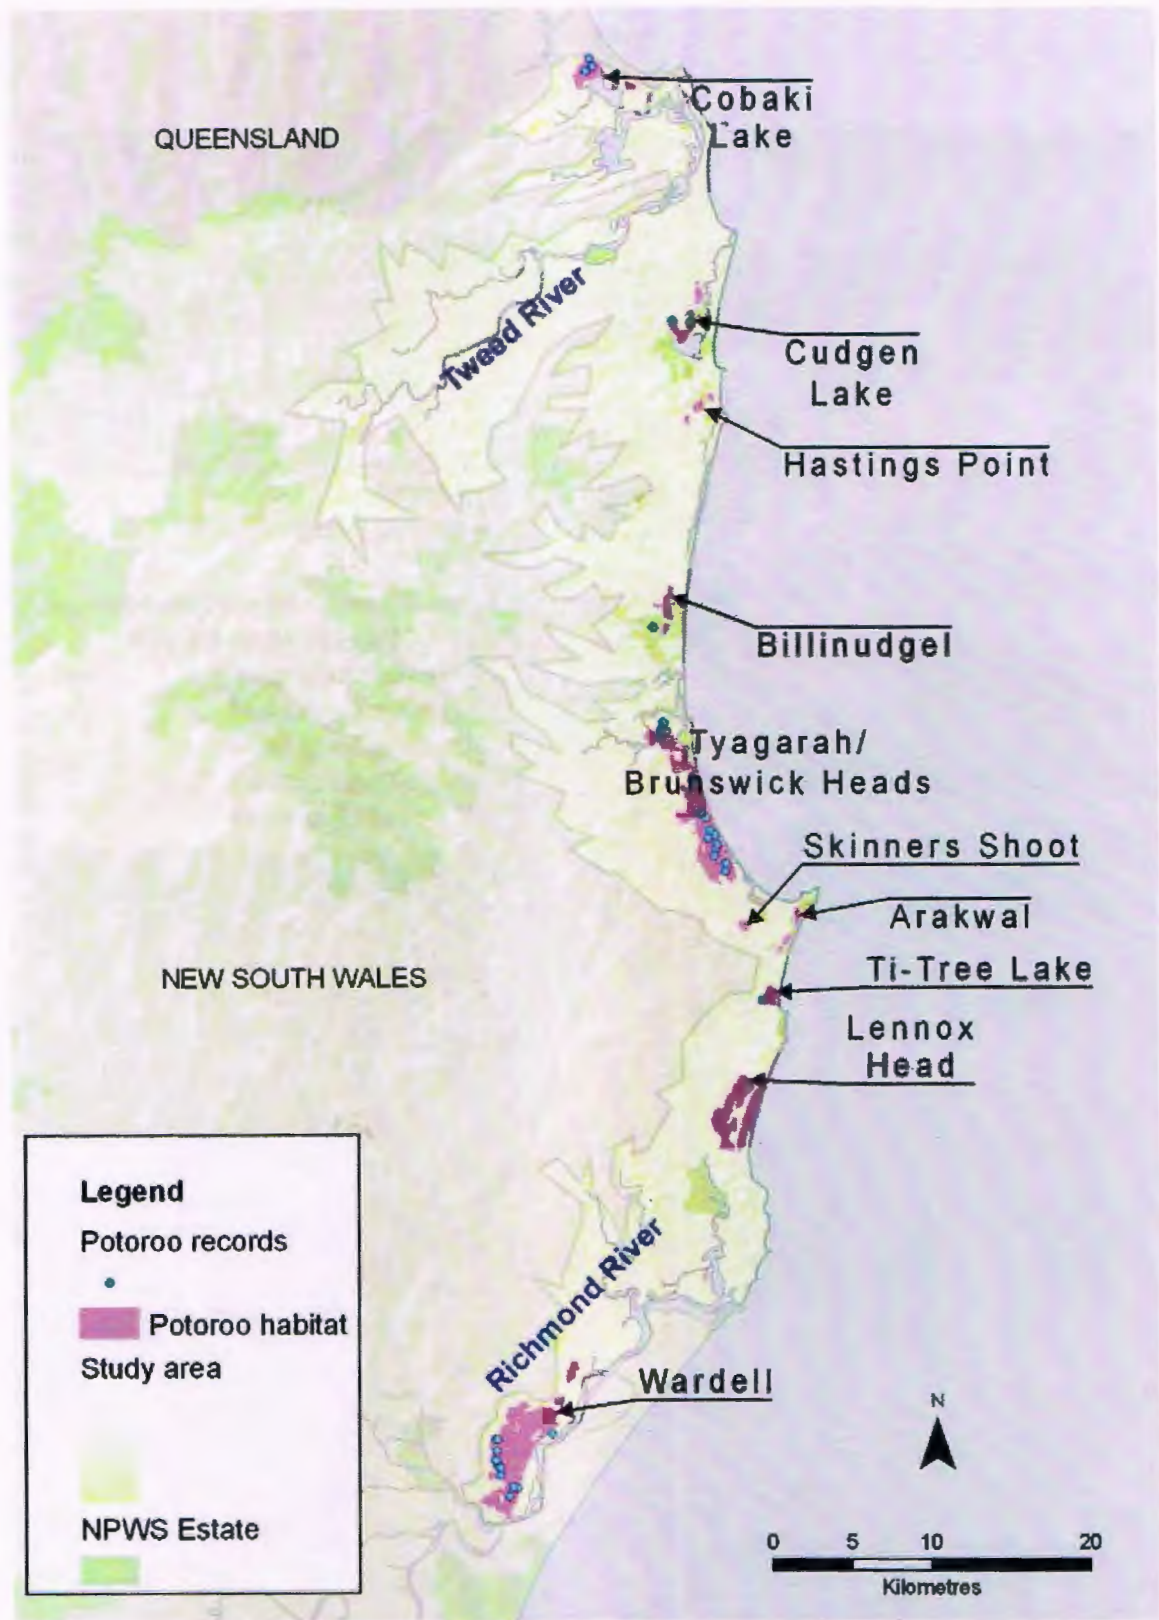 QUEENSLAND
Cobaki
Lake
Tweed River
Cudgen
Lake
Hastings Point
Billinudgel
Tyagarah/
Brunswick Heads
Skinners Shoot
Arakwal
NEW SOUTH WALES
Ti-Tree Lake
Lennox
Head
Legend
Potoroo records
Potoroo habitat
Study area
NPWS Estate
Richmond River
Wardell
N
0 5 10 20
Kilometres